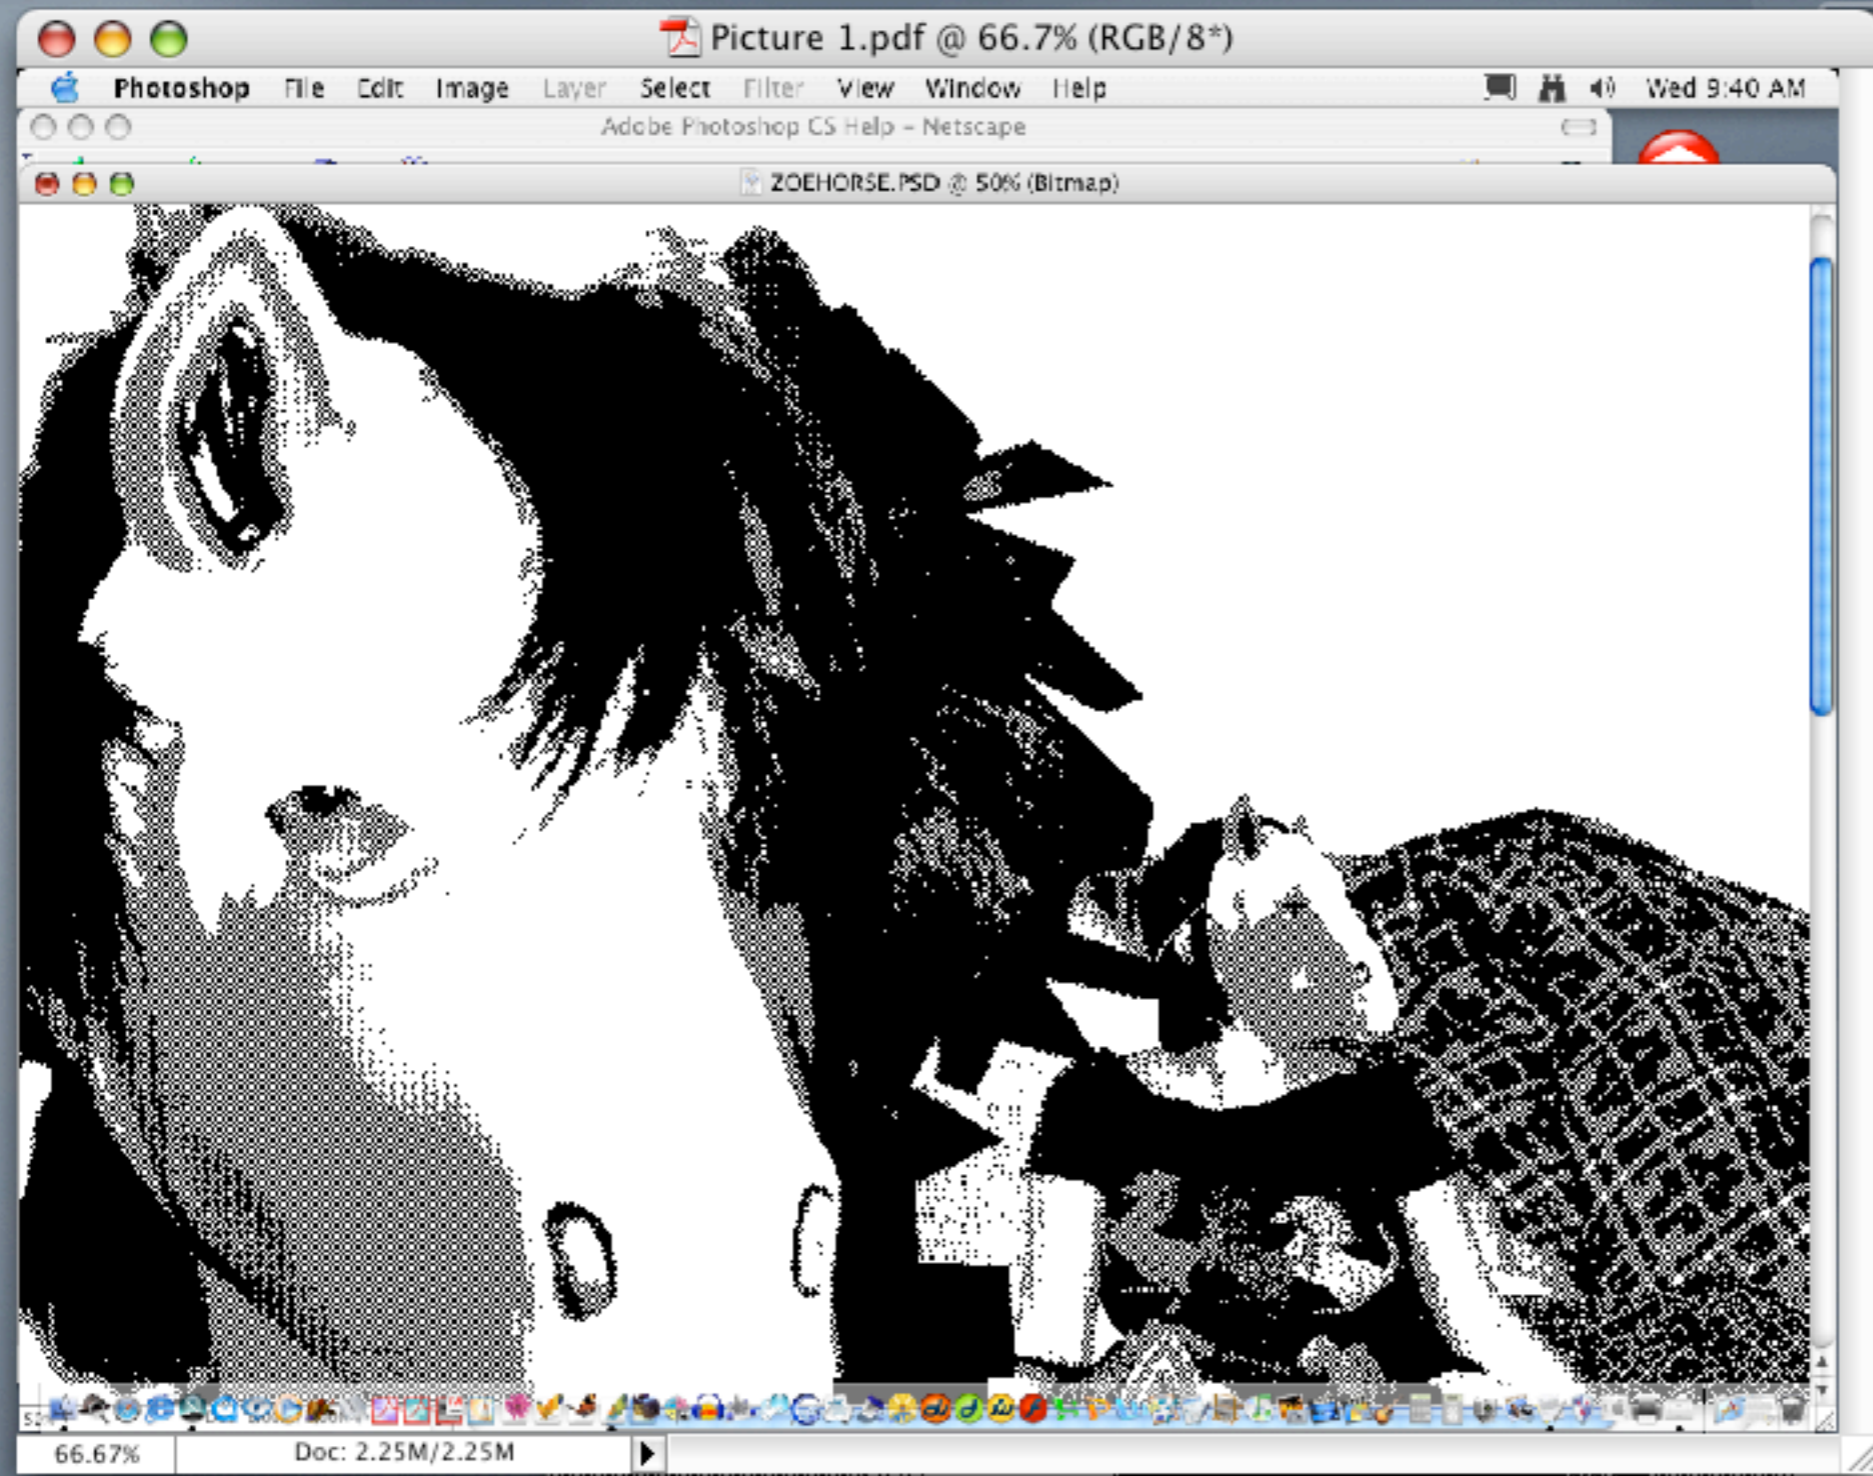 Picture 1.pdf @ 66.7% (RGB/8*)
Photoshop File Edit Image Layer Select Filter View Window Help Wed 9:40 AM
Adobe Photoshop CS Help – Netscape
ZOEHORSE.PSD @ 50% (Bitmap)
66.67% Doc: 2.25M/2.25M